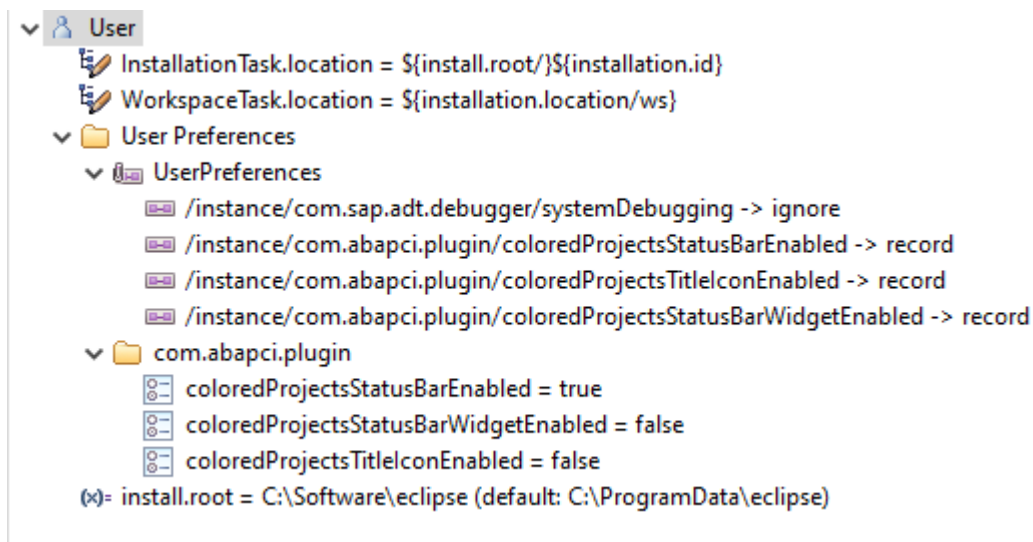 User
InstallationTask.location = ${install.root/}${installation.id}
WorkspaceTask.location = ${installation.location/ws}
User Preferences
UserPreferences
/instance/com.sap.adt.debugger/systemDebugging -> ignore
/instance/com.abapci.plugin/coloredProjectsStatusBarEnabled -> record
/instance/com.abapci.plugin/coloredProjectsTitleIconEnabled -> record
/instance/com.abapci.plugin/coloredProjectsStatusBarWidgetEnabled -> record
com.abapci.plugin
coloredProjectsStatusBarEnabled = true
coloredProjectsStatusBarWidgetEnabled = false
coloredProjectsTitleIconEnabled = false
(x)= install.root = C:\Software\eclipse (default: C:\ProgramData\eclipse)